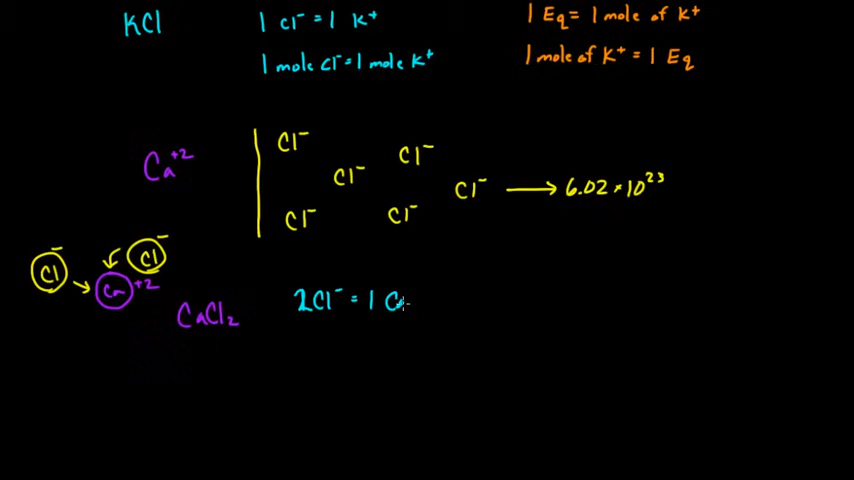 KCl
1 Cl⁻ = 1 K⁺
1 mole Cl⁻ = 1 mole K⁺
1 Eq = 1 mole of K⁺
1 mole of K⁺ = 1 Eq
Ca⁺²
Cl⁻
Cl⁻
Cl⁻
Cl⁻ → 6.02 × 10²³
Cl⁻
Cl⁻
Cl⁻
Cl⁻
Ca⁺²
CaCl₂
2Cl⁻ = 1 Ca